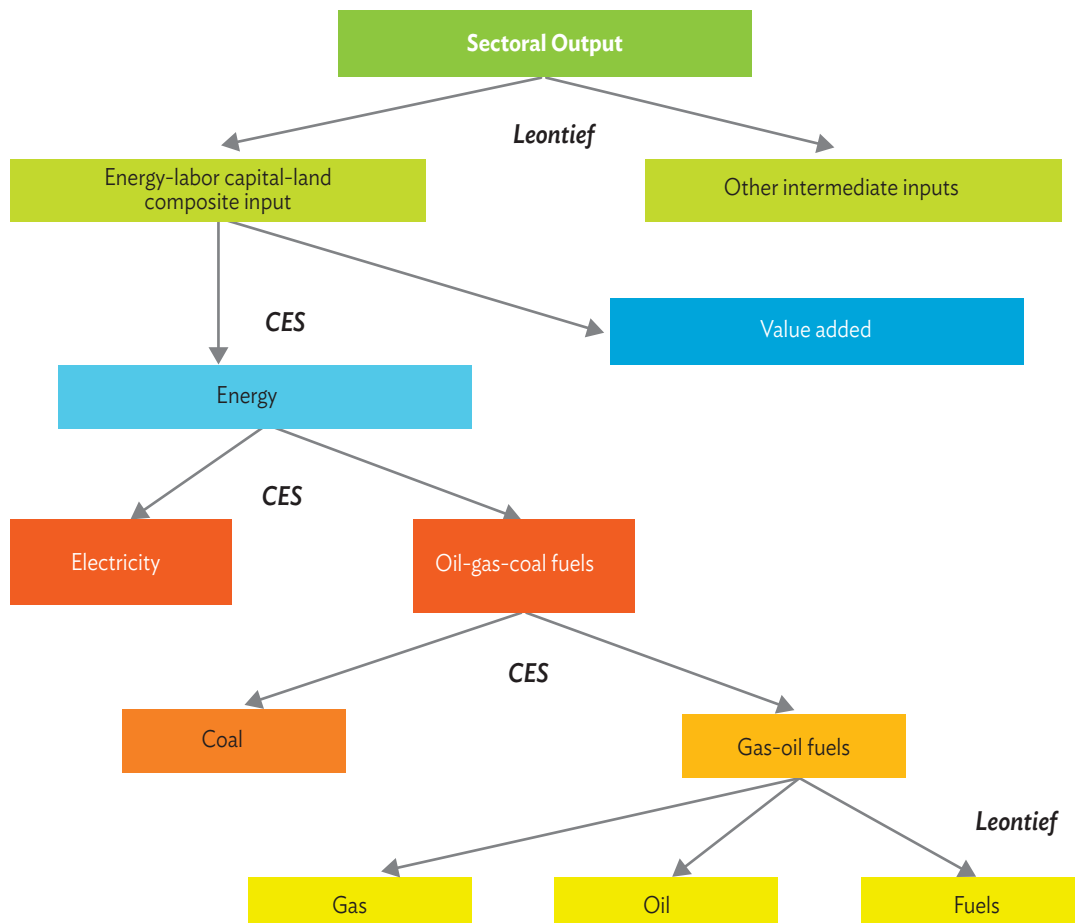 Sectoral Output
Leontief
Energy-labor capital-land
composite input
Other intermediate inputs
CES
Value added
Energy
CES
Electricity
Oil-gas-coal fuels
CES
Coal
Gas-oil fuels
Leontief
Gas
Oil
Fuels